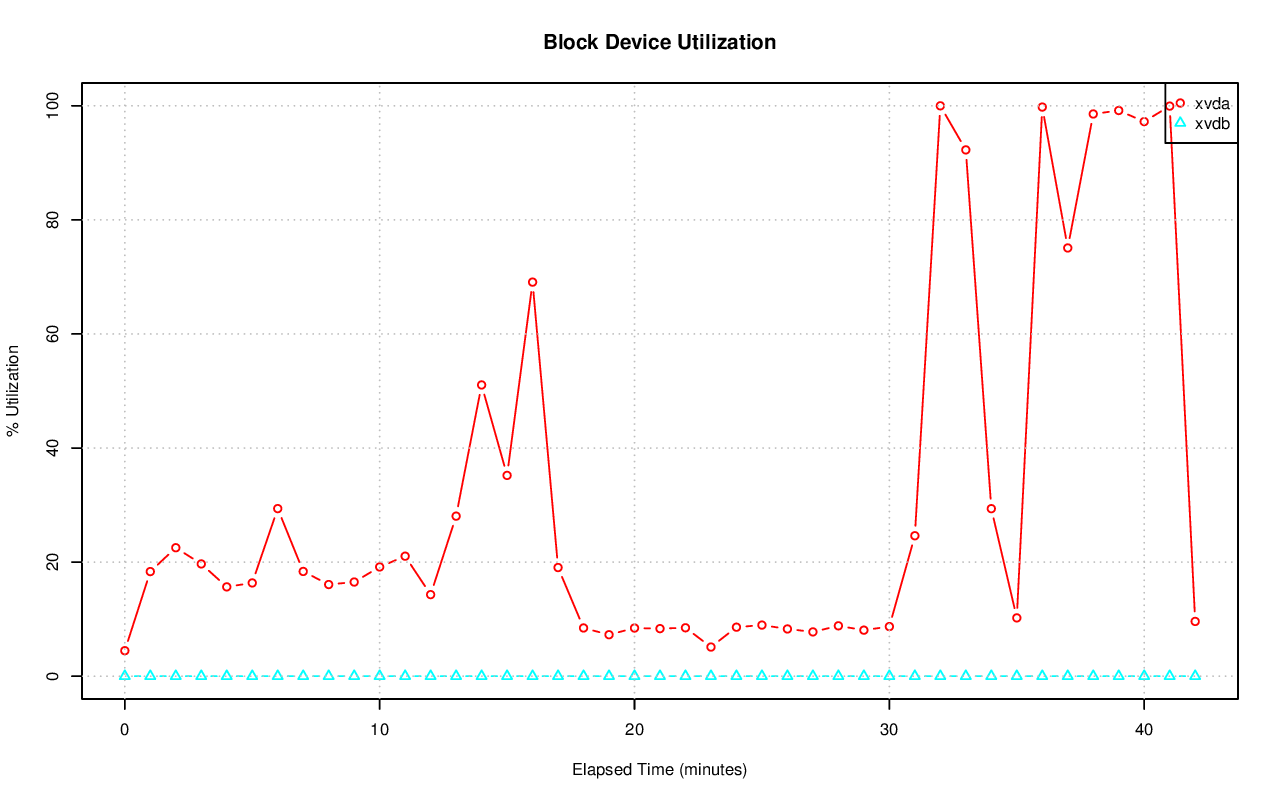 Block Device Utilization
xvda
xvdb
100
80
60
40
20
0
% Utilization
0 10 20 30 40
Elapsed Time (minutes)